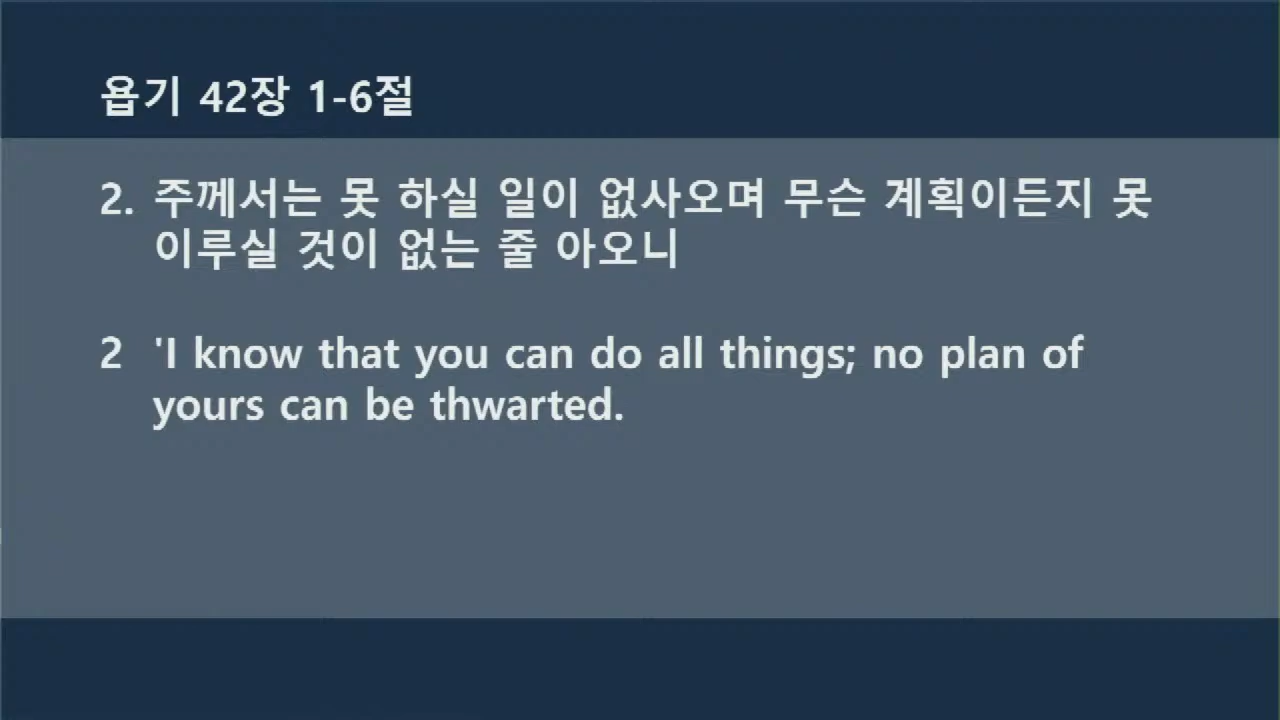 욥기 42장 1-6절
2. 주께서는 못 하실 일이 없사오며 무슨 계획이든지 못
이루실 것이 없는 줄 아오니
2 'I know that you can do all things; no plan of
yours can be thwarted.